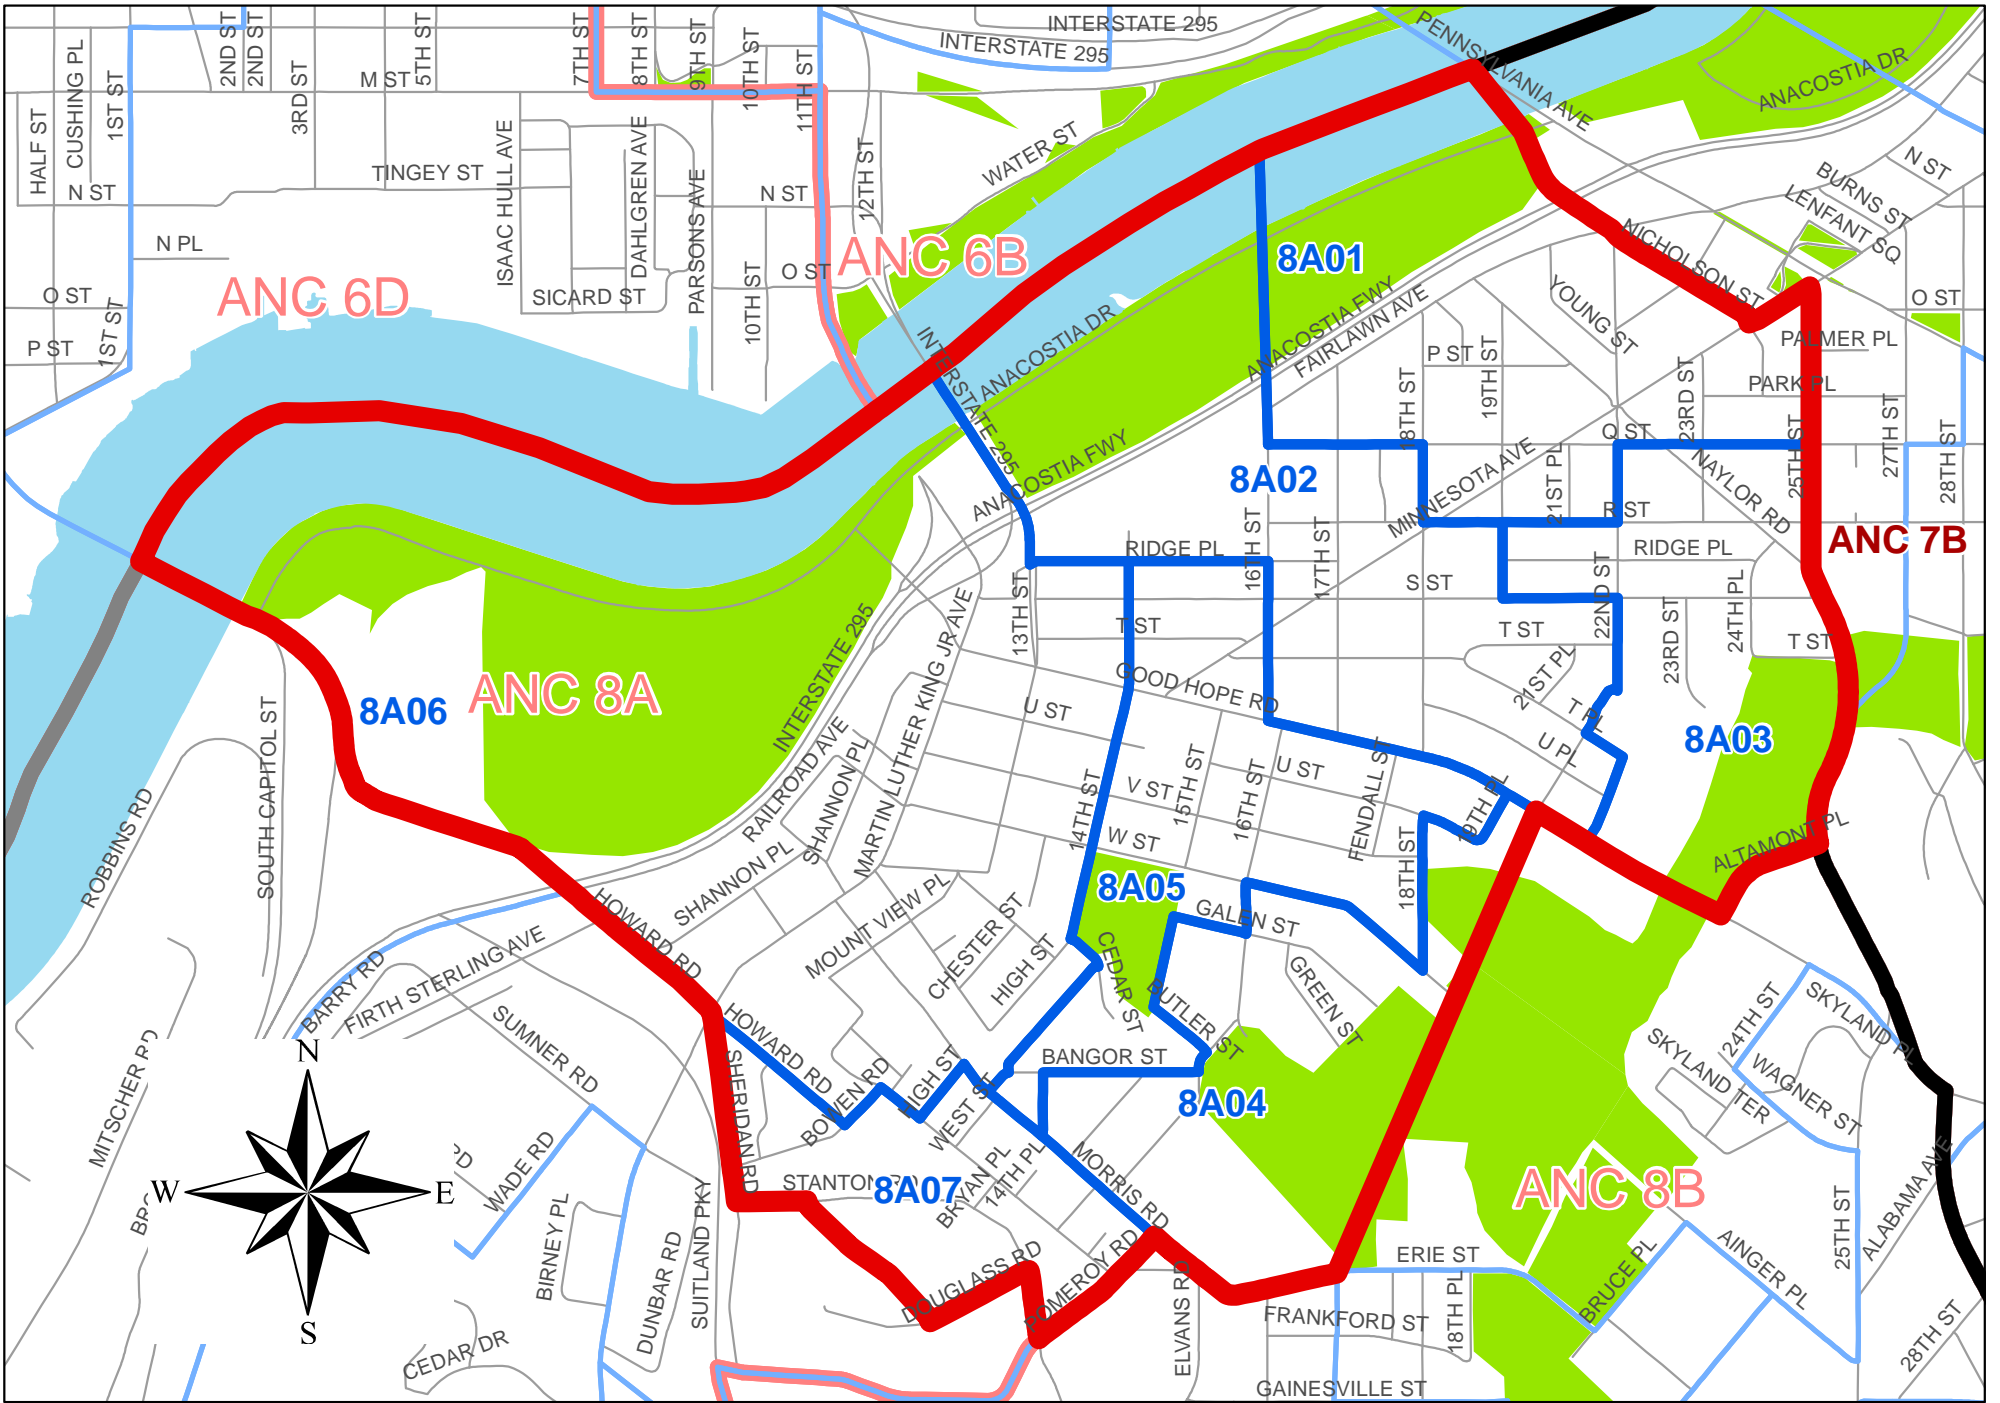 INTERSTATE 295
INTERSTATE 295
PENNSYLVANIA AVE
ANACOSTIA DR
2ND ST
2ND ST
CUSHING PL
1ST ST
HALF ST
3RD ST
M ST
5TH ST
7TH ST
8TH ST
9TH ST
10TH ST
11TH ST
12TH ST
WATER ST
TINGEY ST
N ST
N PL
O ST
P ST
1ST ST
ISAAC HULL AVE
DAHLGREN AVE
PARSONS AVE
SICARD ST
N ST
O ST
10TH ST
ANC 6D
ANC 6B
8A01
N ST
BURNS ST
LENFANT SQ
NICHOLSON ST
YOUNG ST
O ST
PALMER PL
PARK PL
INTERSTATE 295
ANACOSTIA DR
ANACOSTIA FWY
FAIRLAWN AVE
ANACOSTIA FWY
P ST
18TH ST
19TH ST
23RD ST
25TH ST
27TH ST
28TH ST
Q ST
NAYLOR RD
MINNESOTA AVE
21ST PL
R ST
8A02
ANC 7B
RIDGE PL
16TH ST
17TH ST
RIDGE PL
S ST
22ND ST
24TH PL
23RD ST
13TH ST
T ST
T ST
T ST
21ST PL
T PL
U PL
8A03
GOOD HOPE RD
U ST
U ST
V ST
W ST
14TH ST
15TH ST
16TH ST
FENDALL ST
18TH ST
19TH PL
ALTAMONT PL
INTERSTATE 295
MARTIN LUTHER KING JR AVE
RAILROAD AVE
SHANNON PL
SHANNON PL
8A06
ANC 8A
SOUTH CAPITOL ST
ROBBINS RD
8A05
GALEN ST
CEDAR ST
BUTLER ST
GREEN ST
MOUNT VIEW PL
CHESTER ST
HIGH ST
HOWARD RD
HOWARD RD
BARRY RD
FIRTH STERLING AVE
SUMNER RD
SHERIDAN RD
BOWEN RD
HIGH ST
WEST ST
BANGOR ST
8A04
MORRIS RD
BRYAN PL
14TH PL
8A07
DOUGLASS RD
POMEROY RD
ELVANS RD
MITSCHER RD
N
W
E
S
WADE RD
BIRNEY PL
DUNBAR RD
SUITLAND PKY
CEDAR DR
ANC 8B
SKYLAND PL
24TH ST
SKYLAND TER
WAGNER ST
ERIE ST
FRANKFORD ST
18TH PL
GAINESVILLE ST
BRUCE PL
AINGER PL
25TH ST
ALABAMA AVE
28TH ST